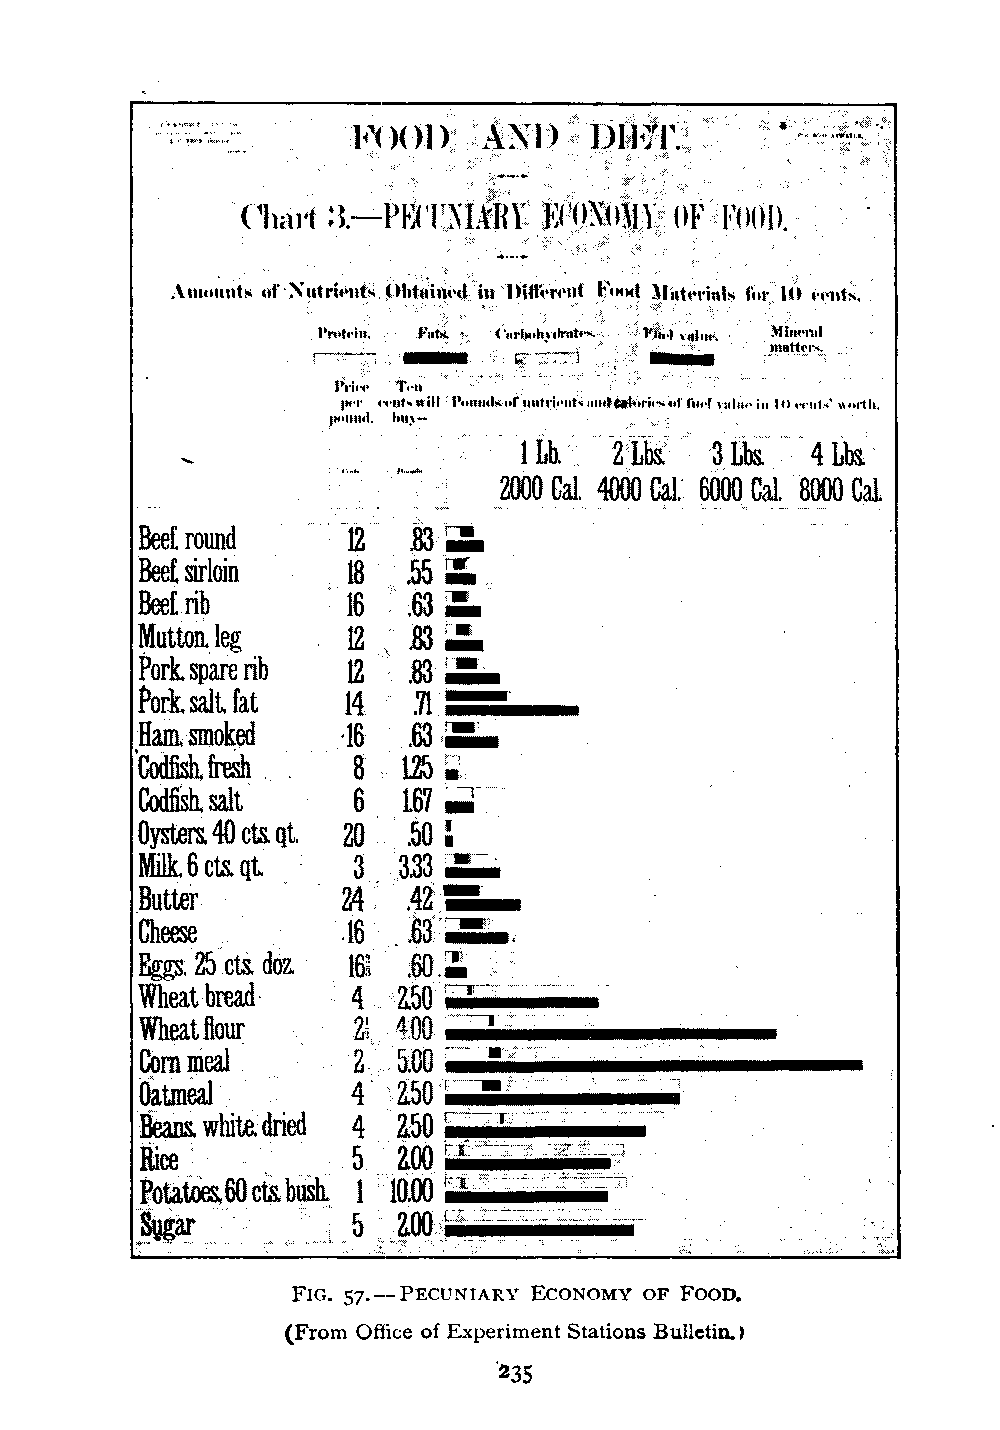 FOOD AND DIET.
Chart 3.—PECUNIARY ECONOMY OF FOOD.
Amounts of Nutrients Obtained in Different Food Materials for 10 cents.
Protein. Fats. Carbohydrates. Fuel value. Mineral matters.
Price per pound. Ten cents will buy— Pounds of nutrients and calories of fuel value in 10 cents' worth.
1 Lb. 2 Lbs. 3 Lbs. 4 Lbs.
2000 Cal. 4000 Cal. 6000 Cal. 8000 Cal.
Beef, round 12 .83
Beef, sirloin 18 .55
Beef, rib 16 .63
Mutton, leg 12 .83
Pork, spare rib 12 .83
Pork, salt, fat 14 .71
Ham, smoked 16 .63
Codfish, fresh 8 1.25
Codfish, salt 6 1.67
Oysters, 40 cts. qt. 20 .50
Milk, 6 cts. qt. 3 3.33
Butter 24 .42
Cheese 16 .63
Eggs, 25 cts. doz. 16⅔ .60
Wheat bread 4 2.50
Wheat flour 2½ 4.00
Corn meal 2 5.00
Oatmeal 4 2.50
Beans, white, dried 4 2.50
Rice 5 2.00
Potatoes, 60 cts. bush. 1 10.00
Sugar 5 2.00
FIG. 57.—PECUNIARY ECONOMY OF FOOD.
(From Office of Experiment Stations Bulletin.)
235